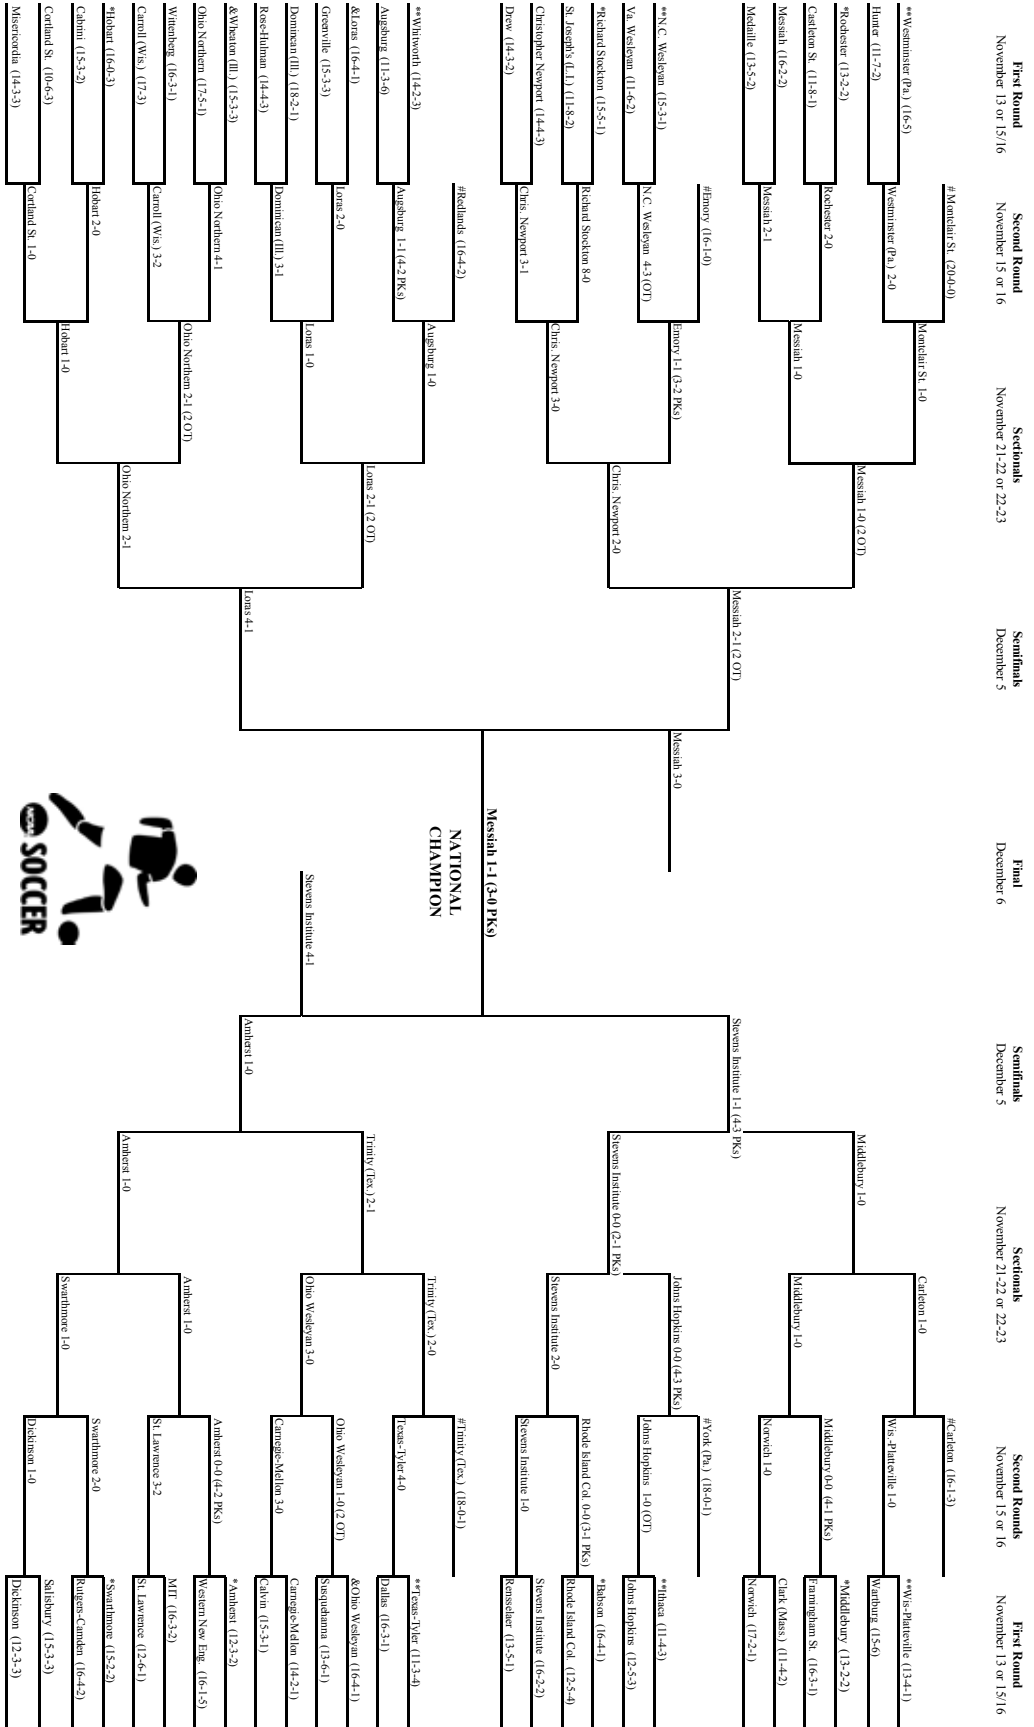 First Round
November 13 or 15/16
Second Round
November 15 or 16
Sectionals
November 21-22 or 22-23
Semifinals
December 5
Final
December 6
Semifinals
December 5
Sectionals
November 21-22 or 22-23
Second Rounds
November 15 or 16
First Round
November 13 or 15/16
# Montclair St. (20-0-0)
**Westminster (Pa.) (16-5)
Hunter (11-7-2)
Westminster (Pa.) 2-0
Montclair St. 1-0
*Rochester (13-2-2)
Castleton St. (11-8-1)
Rochester 2-0
Messiah (16-2-2)
Medaille (13-5-2)
Messiah 2-1
Messiah 1-0
Messiah 1-0 (2 OT)
#Emory (16-1-0)
**N.C. Wesleyan (15-3-1)
Va. Wesleyan (11-6-2)
N.C. Wesleyan 4-3 (OT)
Emory 1-1 (3-2 PKs)
*Richard Stockton (15-5-1)
St. Joseph's (L.I.) (11-8-2)
Richard Stockton 8-0
Christopher Newport (14-4-3)
Drew (14-3-2)
Chris. Newport 3-1
Chris. Newport 3-0
Chris. Newport 2-0
Messiah 2-1 (2 OT)
Messiah 3-0
#Redlands (16-4-2)
**Whitworth (14-2-3)
Augsburg (11-3-6)
Augsburg 1-1 (4-2 PKs)
Augsburg 1-0
&Loras (16-4-1)
Greenville (15-3-3)
Loras 2-0
Dominican (Ill.) (18-2-1)
Rose-Hulman (14-4-3)
Dominican (Ill.) 3-1
Loras 1-0
Loras 2-1 (2 OT)
&Wheaton (Ill.) (15-3-3)
Ohio Northern (17-5-1)
Ohio Northern 4-1
Wittenberg (16-3-1)
Carroll (Wis.) (17-3)
Carroll (Wis.) 3-2
Ohio Northern 2-1 (2 OT)
*Hobart (16-0-3)
Cabrini (15-3-2)
Hobart 2-0
Cortland St. (10-6-3)
Misericordia (14-3-3)
Cortland St. 1-0
Hobart 1-0
Ohio Northern 2-1
Loras 4-1
Messiah 1-1 (3-0 PKs)
NATIONAL
CHAMPION
NCAA SOCCER
Stevens Institute 4-1
Stevens Institute 1-1 (4-3 PKs)
Amherst 1-0
Middlebury 1-0
Stevens Institute 0-0 (2-1 PKs)
Trinity (Tex.) 2-1
Amherst 1-0
Carleton 1-0
Middlebury 1-0
Johns Hopkins 0-0 (4-3 PKs)
Stevens Institute 2-0
Trinity (Tex.) 2-0
Ohio Wesleyan 3-0
Amherst 1-0
Swarthmore 1-0
#Carleton (16-1-3)
Wis.-Platteville 1-0
Middlebury 0-0 (4-1 PKs)
Norwich 1-0
#York (Pa.) (18-0-1)
Johns Hopkins 1-0 (OT)
Rhode Island Col. 0-0 (3-1 PKs)
Stevens Institute 1-0
#Trinity (Tex.) (18-0-1)
Texas-Tyler 4-0
Ohio Wesleyan 1-0 (2 OT)
Carnegie-Mellon 3-0
Amherst 0-0 (4-2 PKs)
St. Lawrence 3-2
Swarthmore 2-0
Dickinson 1-0
**Wis-Platteville (13-4-1)
Wartburg (15-6)
*Middlebury (13-2-2)
Framingham St. (16-3-1)
Clark (Mass.) (11-4-2)
Norwich (17-2-1)
**Ithaca (11-4-3)
Johns Hopkins (12-5-3)
*Babson (16-4-1)
Rhode Island Col. (12-5-4)
Stevens Institute (16-2-2)
Rensselaer (13-5-1)
**Texas-Tyler (11-3-4)
Dallas (16-3-1)
&Ohio Wesleyan (16-4-1)
Susquehanna (13-6-1)
Carnegie-Mellon (14-2-1)
Calvin (15-3-1)
*Amherst (12-3-2)
Western New Eng. (16-1-5)
MIT (16-3-2)
St. Lawrence (12-6-1)
*Swarthmore (15-2-2)
Rutgers-Camden (16-4-2)
Salisbury (15-3-3)
Dickinson (12-3-3)